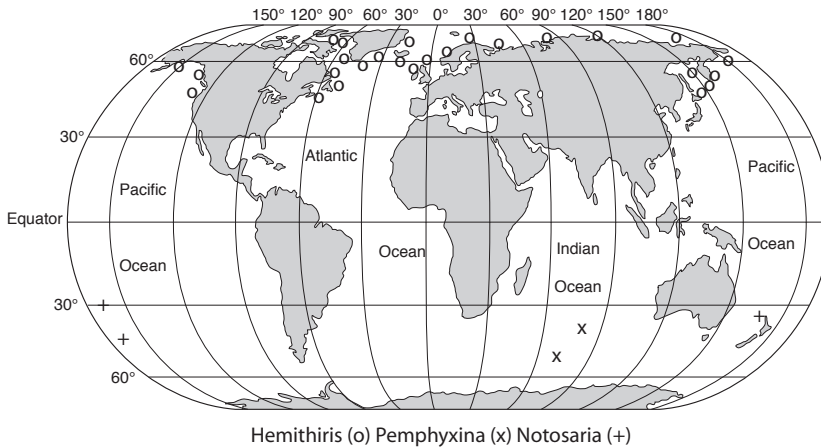 150° 120° 90° 60° 30° 0° 30° 60° 90° 120° 150° 180°
60°
30°
Atlantic
Pacific
Pacific
Equator
Ocean
Indian
Ocean
Ocean
Ocean
30°
60°
Hemithiris (o) Pemphyxina (x) Notosaria (+)